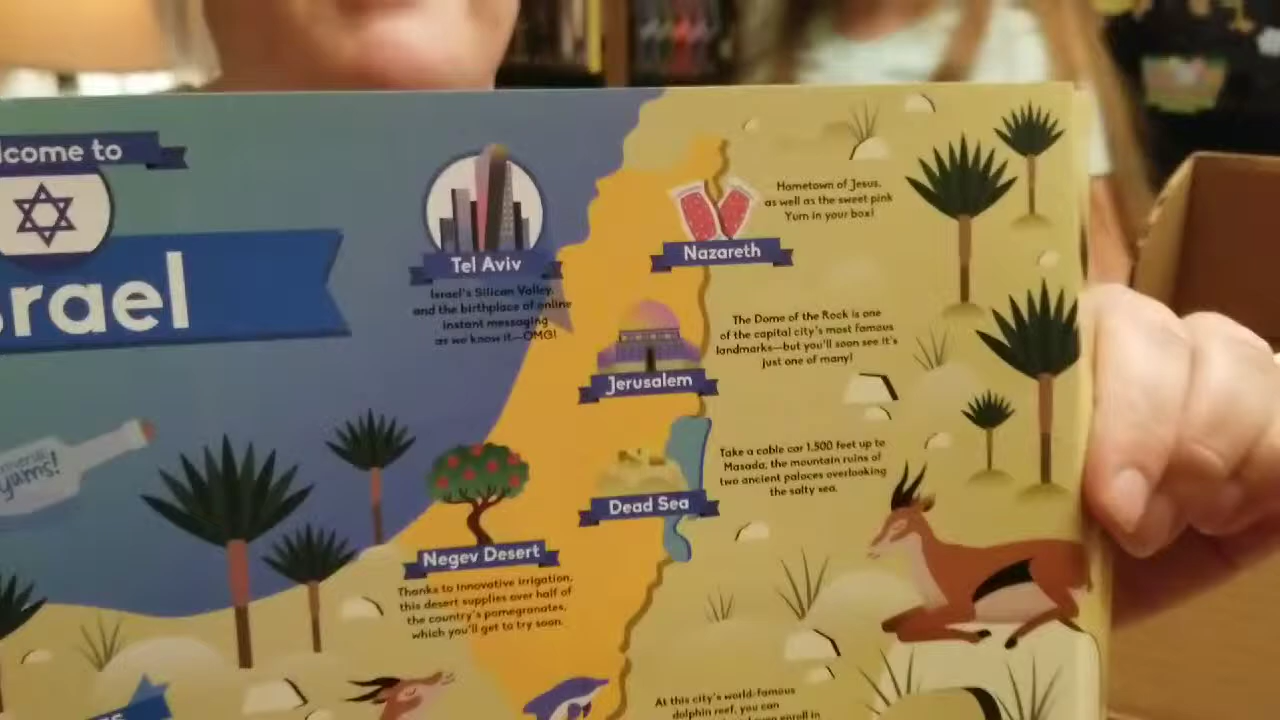 lcome to
srael
Tel Aviv
Israel's Silicon Valley,
and the birthplace of online
instant messaging
as we know it—OMG!
Hometown of Jesus,
as well as the sweet pink
Yum in your box!
Nazareth
The Dome of the Rock is one
of the capital city's most famous
landmarks—but you'll soon see it's
just one of many!
Jerusalem
Take a cable car 1,500 feet up to
Masada, the mountain ruins of
two ancient palaces overlooking
the salty sea.
Dead Sea
yums!
Negev Desert
Thanks to innovative irrigation,
this desert supplies over half of
the country's pomegranates,
which you'll get to try soon.
At this city's world-famous
dolphin reef, you can
even enroll in